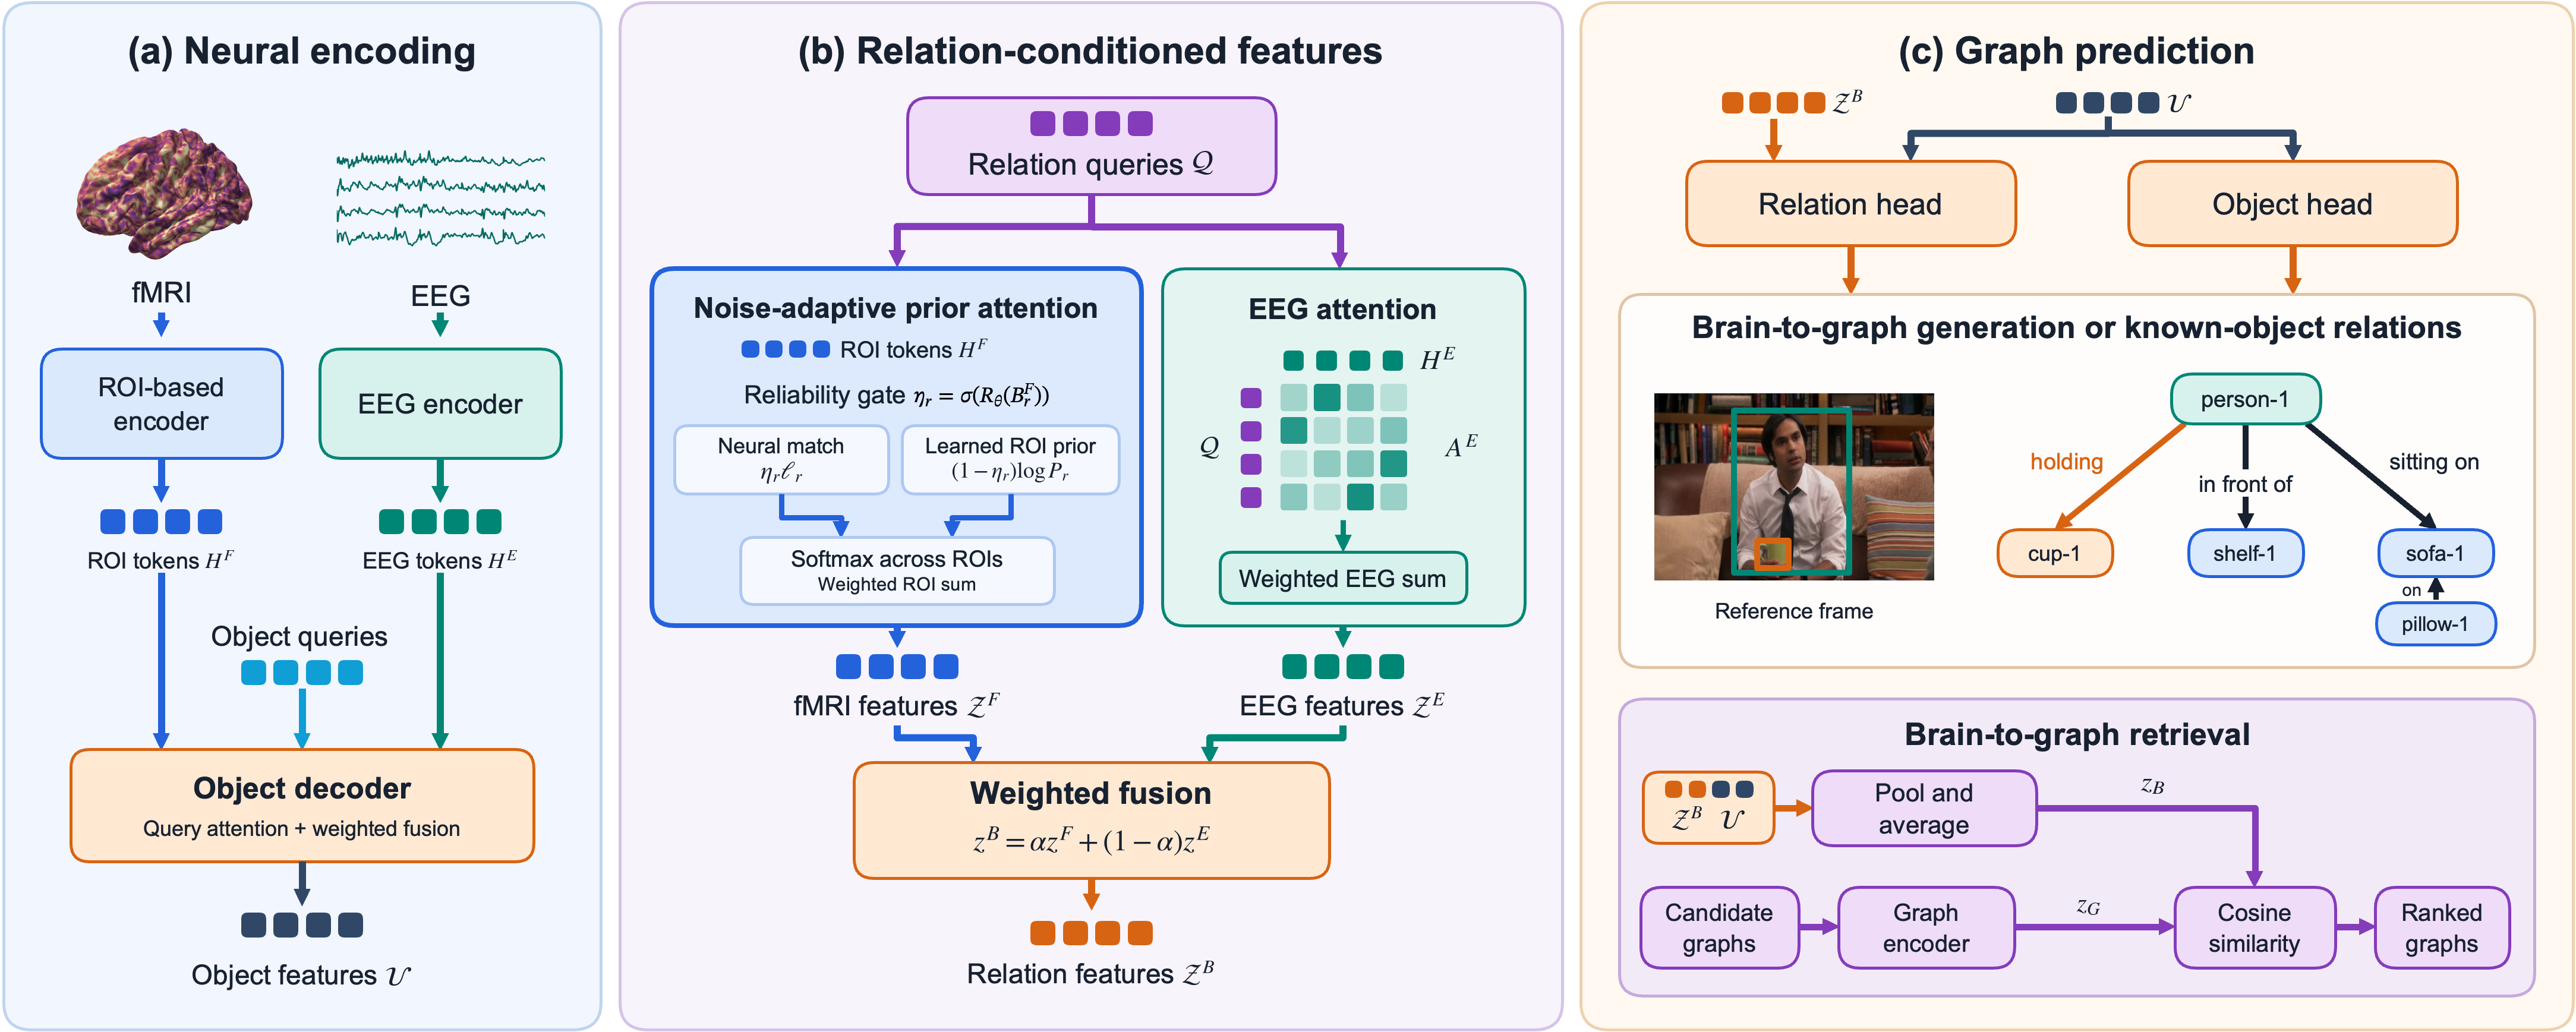 (a) Neural encoding
fMRI
EEG
ROI-based
encoder
EEG encoder
ROI tokens H^F
EEG tokens H^E
Object queries
Object decoder
Query attention + weighted fusion
Object features 𝒰
(b) Relation-conditioned features
Relation queries 𝒬
Noise-adaptive prior attention
ROI tokens H^F
Reliability gate η_r = σ(R_θ(B_r^F))
Neural match
η_r ℓ_r
Learned ROI prior
(1 − η_r) log P_r
Softmax across ROIs
Weighted ROI sum
EEG attention
H^E
𝒬
A^E
Weighted EEG sum
fMRI features 𝒵^F
EEG features 𝒵^E
Weighted fusion
z^B = αz^F + (1 − α)z^E
Relation features 𝒵^B
(c) Graph prediction
𝒵^B
𝒰
Relation head
Object head
Brain-to-graph generation or known-object relations
Reference frame
person-1
holding
in front of
sitting on
cup-1
shelf-1
sofa-1
on
pillow-1
Brain-to-graph retrieval
𝒵^B 𝒰
Pool and
average
z_B
Candidate
graphs
Graph
encoder
z_G
Cosine
similarity
Ranked
graphs